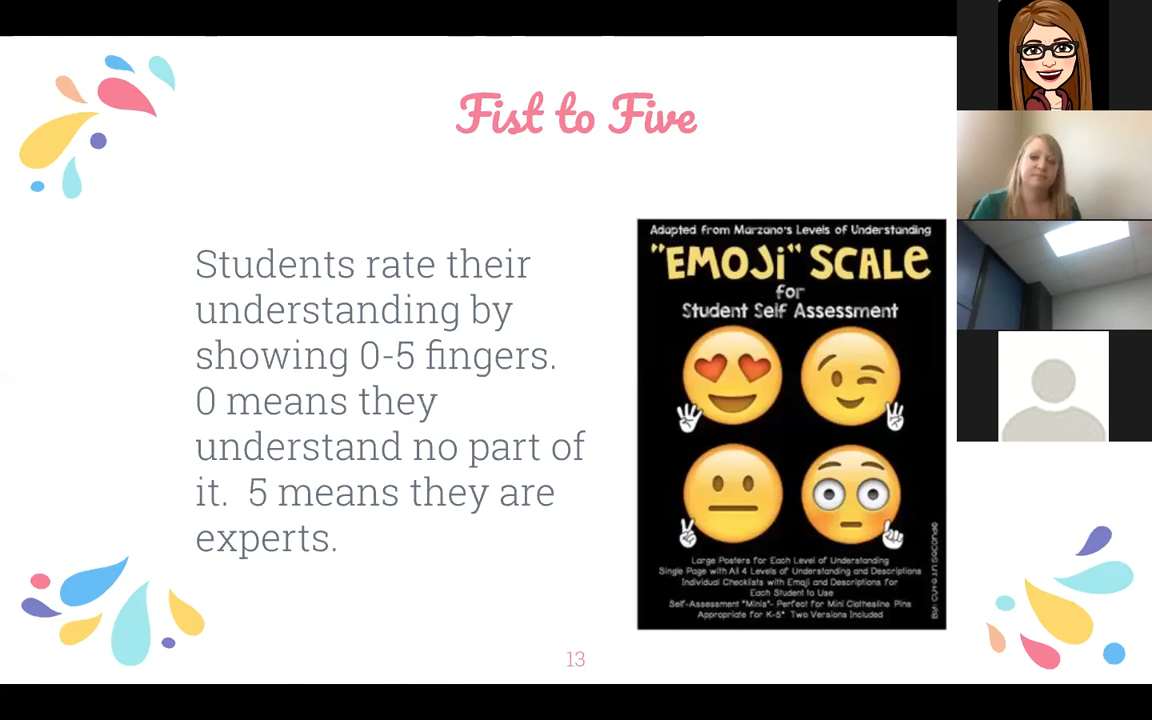 Fist to Five
Students rate their
understanding by
showing 0-5 fingers.
0 means they
understand no part of
it.  5 means they are
experts.
Adapted from Marzano's Levels of Understanding
"EMOJi" SCALe
for
Student Self Assessment
Large Posters for Each Level of Understanding
Single Page with All 4 Levels of Understanding and Descriptions
Individual Checklists with Emoji and Descriptions for
Each Student to Use
Self-Assessment "Minis"- Perfect for Mini Clothesline Pins
Appropriate for K-5* Two Versions Included
13